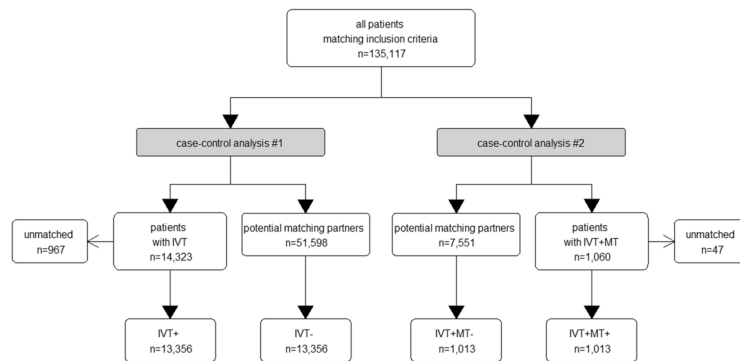 all patients
matching inclusion criteria
n=135,117
case-control analysis #1
case-control analysis #2
unmatched
n=967
patients
with IVT
n=14,323
potential matching partners
n=51,598
potential matching partners
n=7,551
patients
with IVT+MT
n=1,060
unmatched
n=47
IVT+
n=13,356
IVT-
n=13,356
IVT+MT-
n=1,013
IVT+MT+
n=1,013